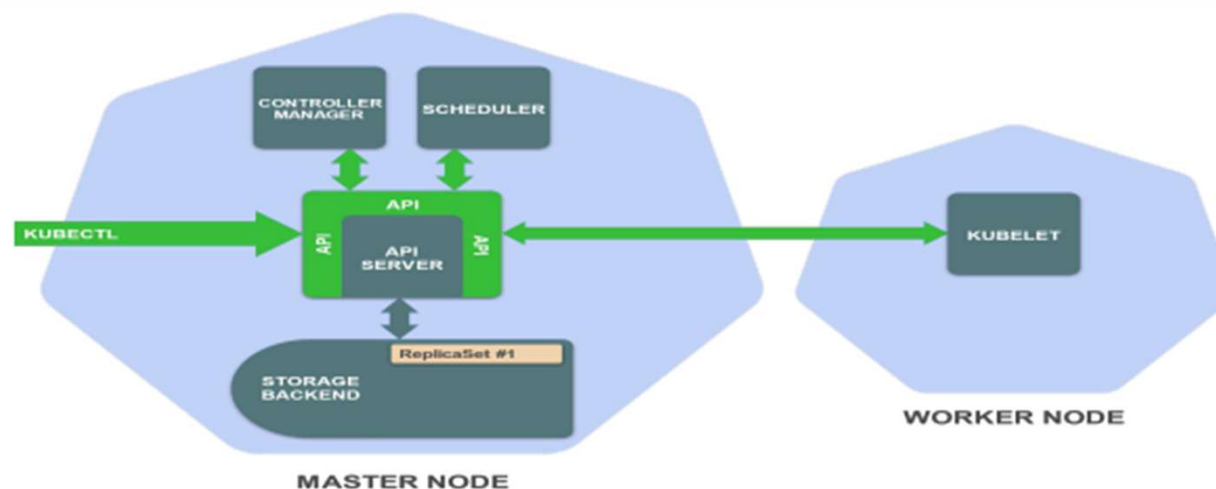 CONTROLLER
MANAGER
SCHEDULER
API
KUBECTL
API
API
SERVER
API
KUBELET
ReplicaSet #1
STORAGE
BACKEND
WORKER NODE
MASTER NODE